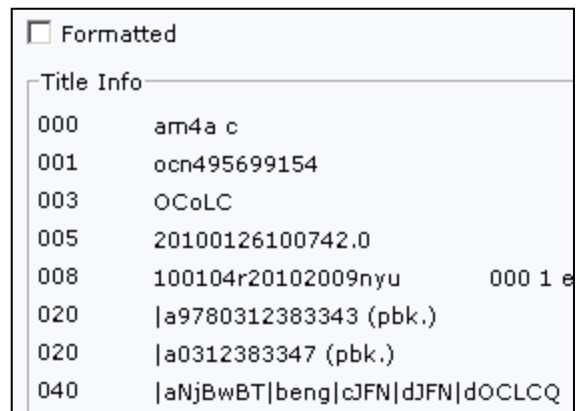 Formatted
Title Info
000 am4a c
001 ocn495699154
003 OCoLC
005 20100126100742.0
008 100104r20102009nyu 000 1 e
020 |a9780312383343 (pbk.)
020 |a0312383347 (pbk.)
040 |aNjBwBT|beng|cJFN|dJFN|dOCLCQ